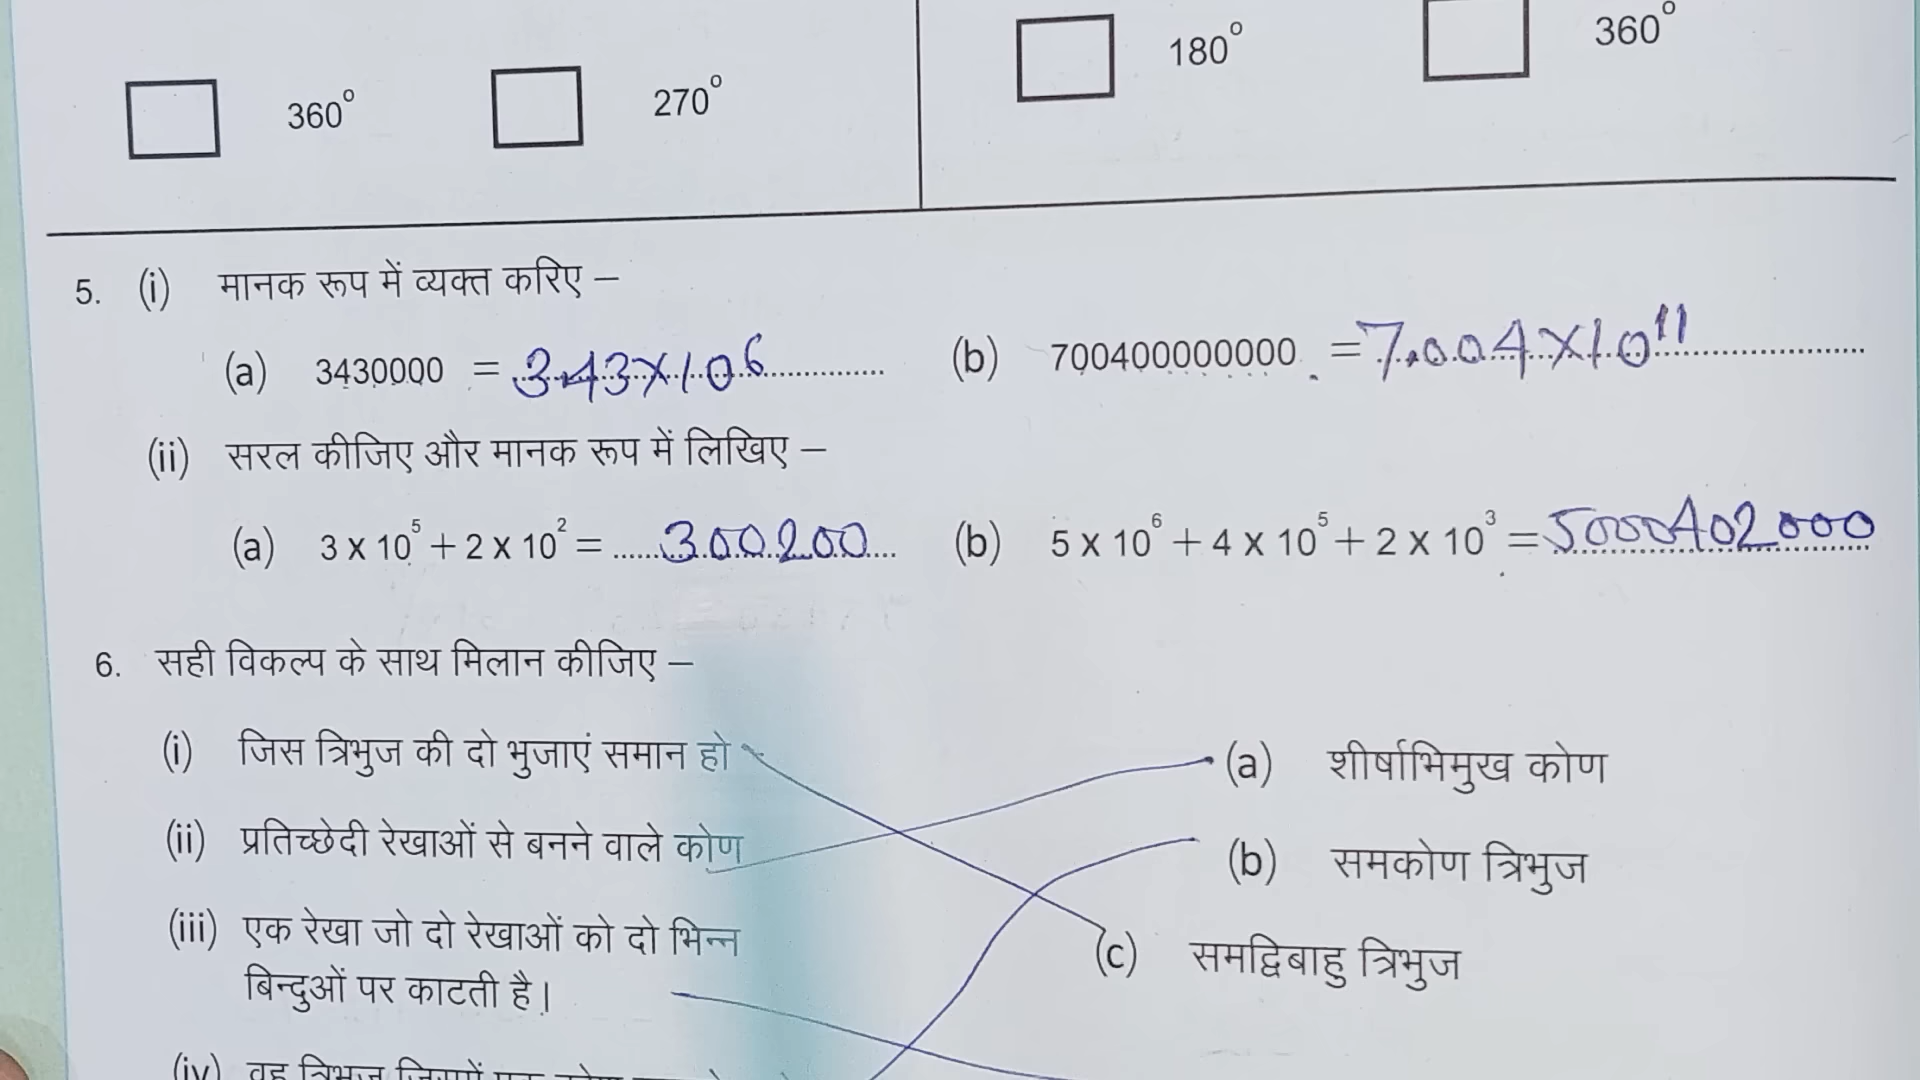 360°
270°
180°
360°
5. (i) मानक रूप में व्यक्त करिए –
(a) 3430000 = 3.43×10⁶ (b) 700400000000 = 7.004×10¹¹
(ii) सरल कीजिए और मानक रूप में लिखिए –
(a) 3 x 10⁵ + 2 x 10² = 300200 (b) 5 x 10⁶ + 4 x 10⁵ + 2 x 10³ = 5000402000
6. सही विकल्प के साथ मिलान कीजिए –
(i) जिस त्रिभुज की दो भुजाएं समान हो (a) शीर्षाभिमुख कोण
(ii) प्रतिच्छेदी रेखाओं से बनने वाले कोण (b) समकोण त्रिभुज
(iii) एक रेखा जो दो रेखाओं को दो भिन्न
बिन्दुओं पर काटती है। (c) समद्विबाहु त्रिभुज
(iv) वह त्रिभुज